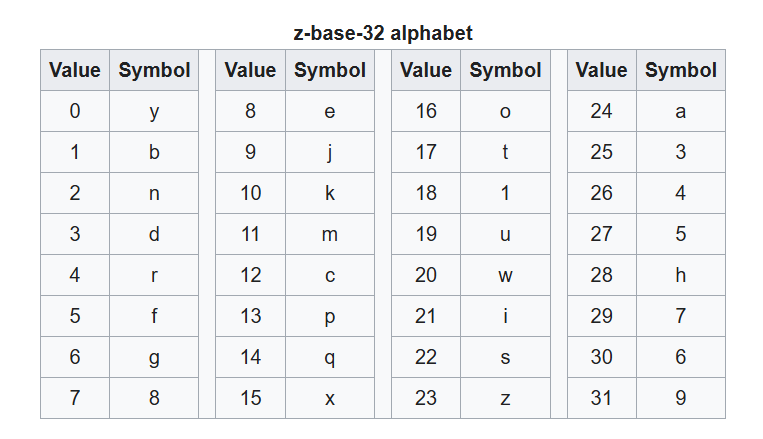 z-base-32 alphabet
Value Symbol Value Symbol Value Symbol Value Symbol
0 y 8 e 16 o 24 a
1 b 9 j 17 t 25 3
2 n 10 k 18 1 26 4
3 d 11 m 19 u 27 5
4 r 12 c 20 w 28 h
5 f 13 p 21 i 29 7
6 g 14 q 22 s 30 6
7 8 15 x 23 z 31 9